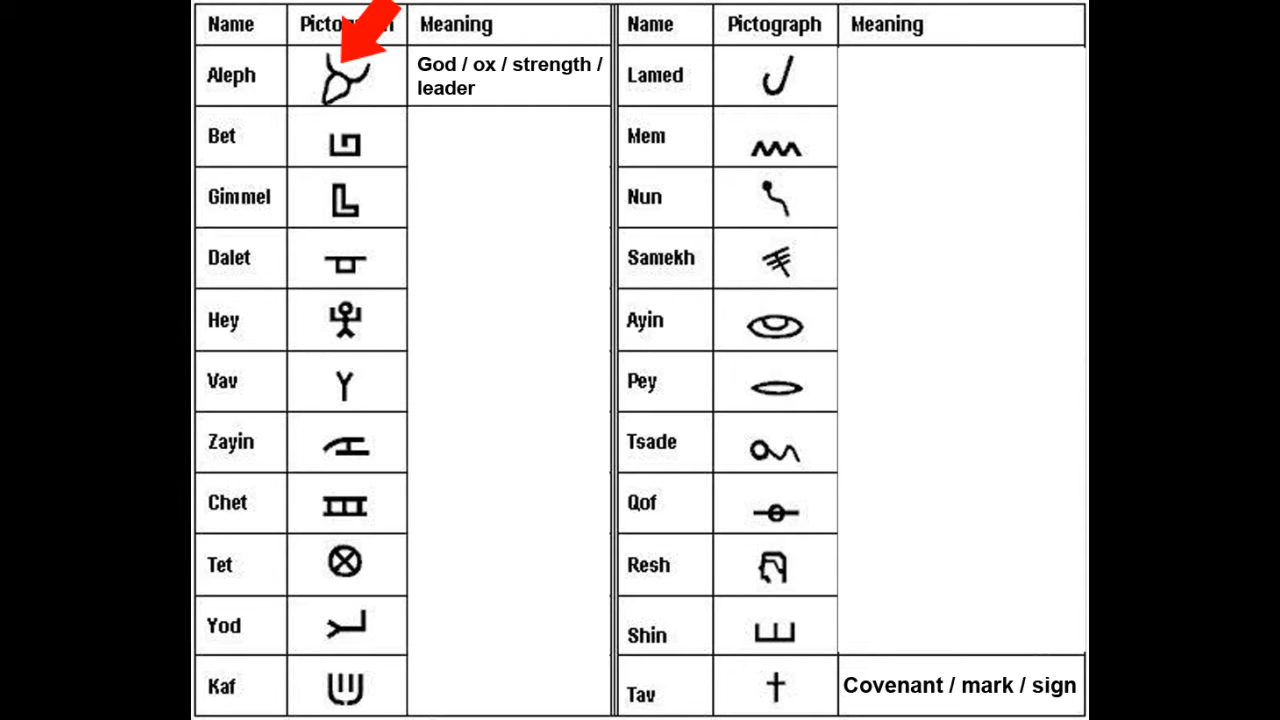 Name Pictograph Meaning Name Pictograph Meaning
Aleph God / ox / strength / leader Lamed
Bet Mem
Gimmel Nun
Dalet Samekh
Hey Ayin
Vav Pey
Zayin Tsade
Chet Qof
Tet Resh
Yod Shin
Kaf Tav Covenant / mark / sign